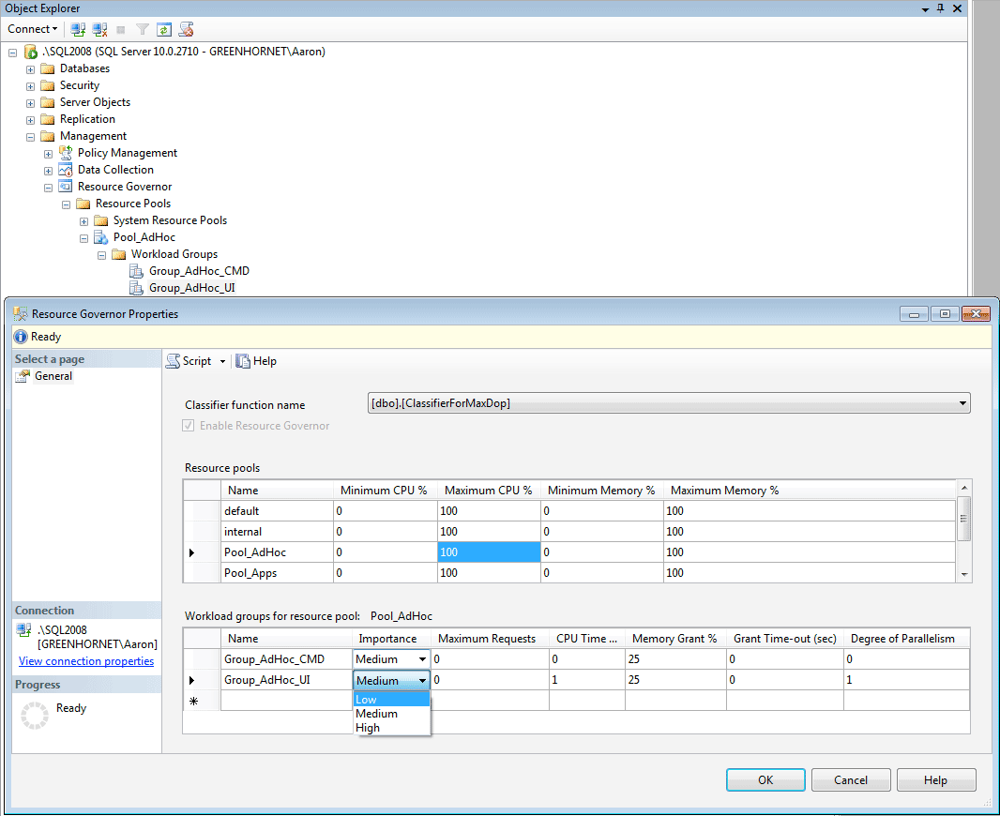 Object Explorer
Connect
.\SQL2008 (SQL Server 10.0.2710 - GREENHORNET\Aaron)
Databases
Security
Server Objects
Replication
Management
Policy Management
Data Collection
Resource Governor
Resource Pools
System Resource Pools
Pool_AdHoc
Workload Groups
Group_AdHoc_CMD
Group_AdHoc_UI
Resource Governor Properties
Ready
Select a page
General
Script Help
Classifier function name [dbo].[ClassifierForMaxDop]
Enable Resource Governor
Resource pools
Name Minimum CPU % Maximum CPU % Minimum Memory % Maximum Memory %
default 0 100 0 100
internal 0 100 0 100
Pool_AdHoc 0 100 0 100
Pool_Apps 0 100 0 100
Connection
.\SQL2008
[GREENHORNET\Aaron]
View connection properties
Progress
Ready
Workload groups for resource pool: Pool_AdHoc
Name Importance Maximum Requests CPU Time ... Memory Grant % Grant Time-out (sec) Degree of Parallelism
Group_AdHoc_CMD Medium 0 0 25 0 0
Group_AdHoc_UI Medium 0 1 25 0 1
Low
Medium
High
OK Cancel Help